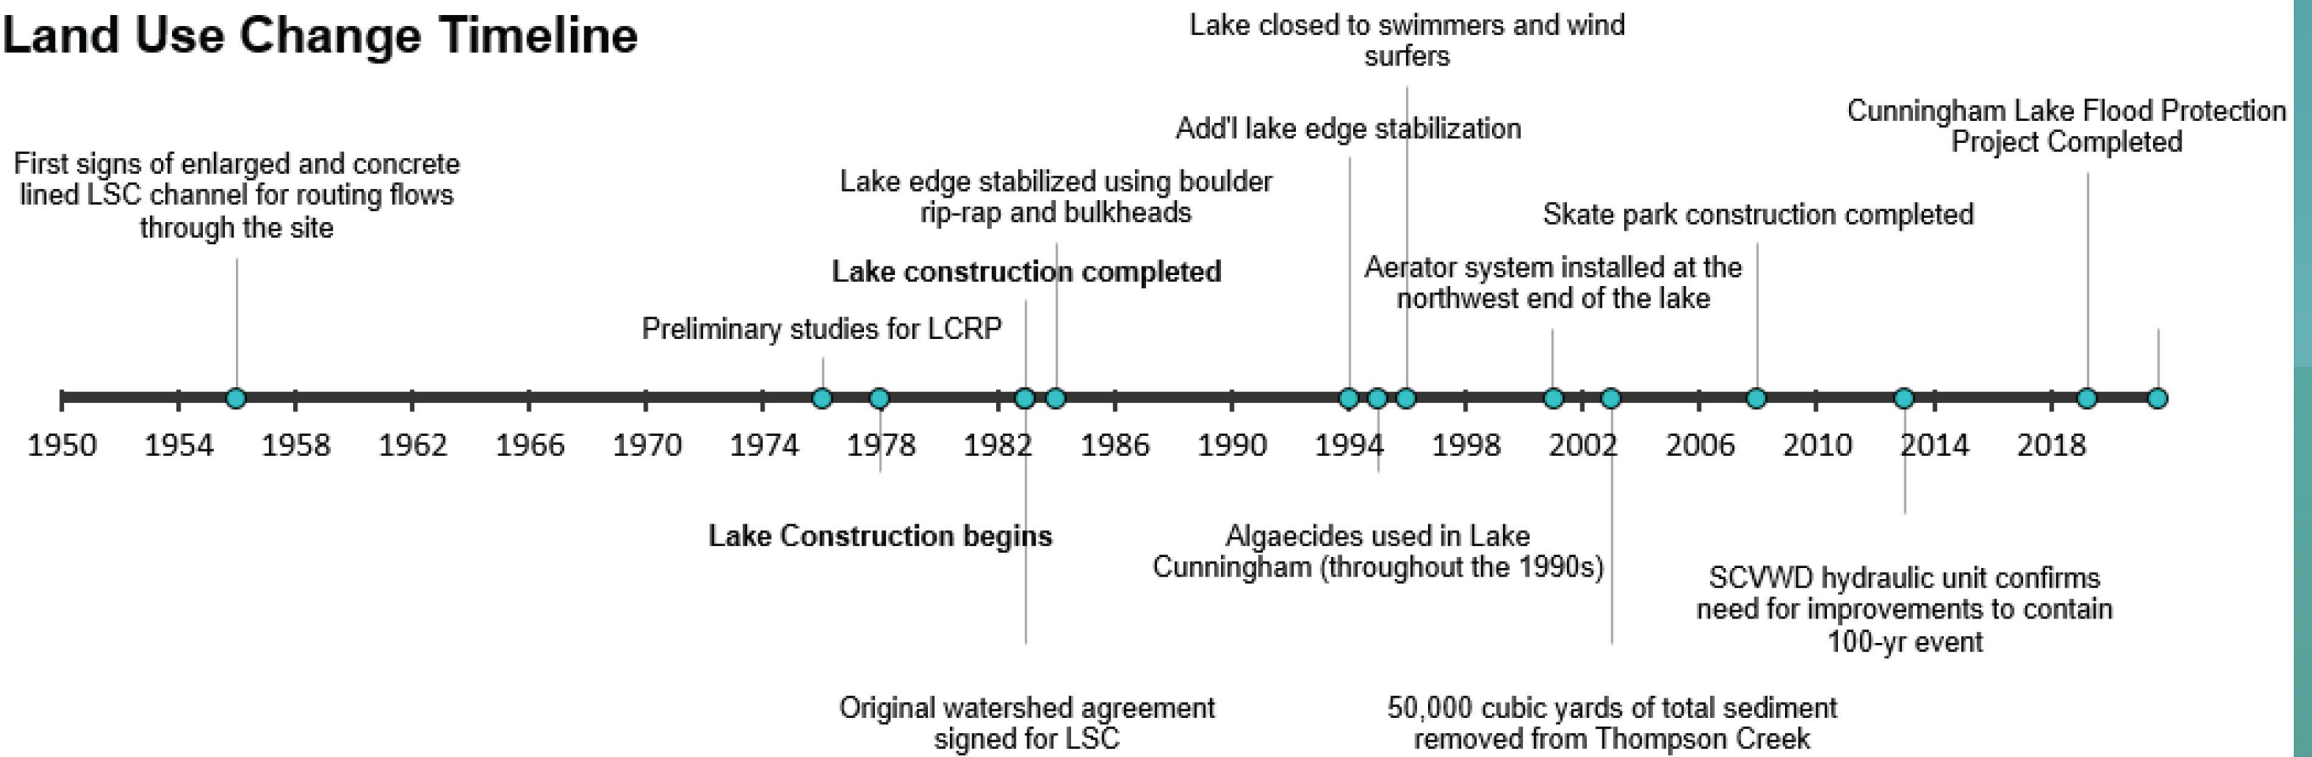 Land Use Change Timeline
Lake closed to swimmers and wind
surfers
Cunningham Lake Flood Protection
Project Completed
Add'l lake edge stabilization
First signs of enlarged and concrete
lined LSC channel for routing flows
through the site
Lake edge stabilized using boulder
rip-rap and bulkheads
Skate park construction completed
Lake construction completed
Aerator system installed at the
northwest end of the lake
Preliminary studies for LCRP
1950 1954 1958 1962 1966 1970 1974 1978 1982 1986 1990 1994 1998 2002 2006 2010 2014 2018
Lake Construction begins
Algaecides used in Lake
Cunningham (throughout the 1990s)
SCVWD hydraulic unit confirms
need for improvements to contain
100-yr event
Original watershed agreement
signed for LSC
50,000 cubic yards of total sediment
removed from Thompson Creek